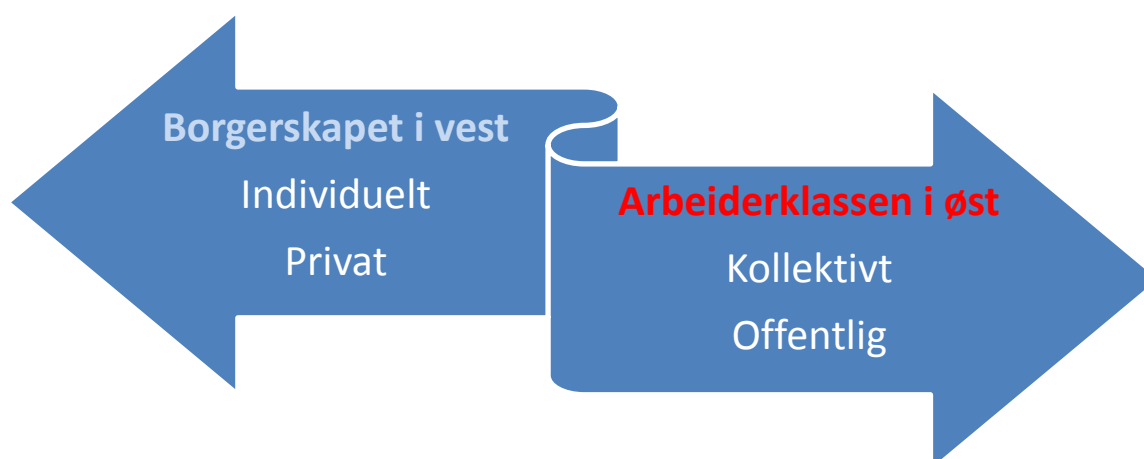 Borgerskapet i vest
Individuelt
Privat
Arbeiderklassen i øst
Kollektivt
Offentlig